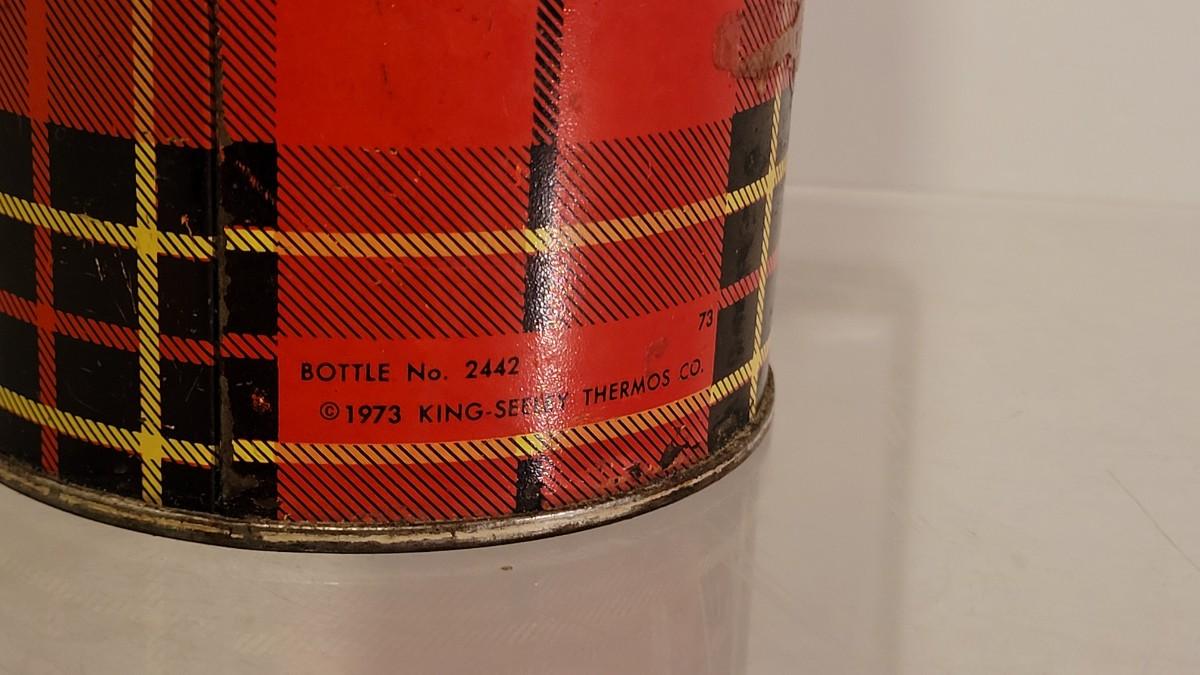 73
BOTTLE No. 2442
©1973 KING-SEELEY THERMOS CO.